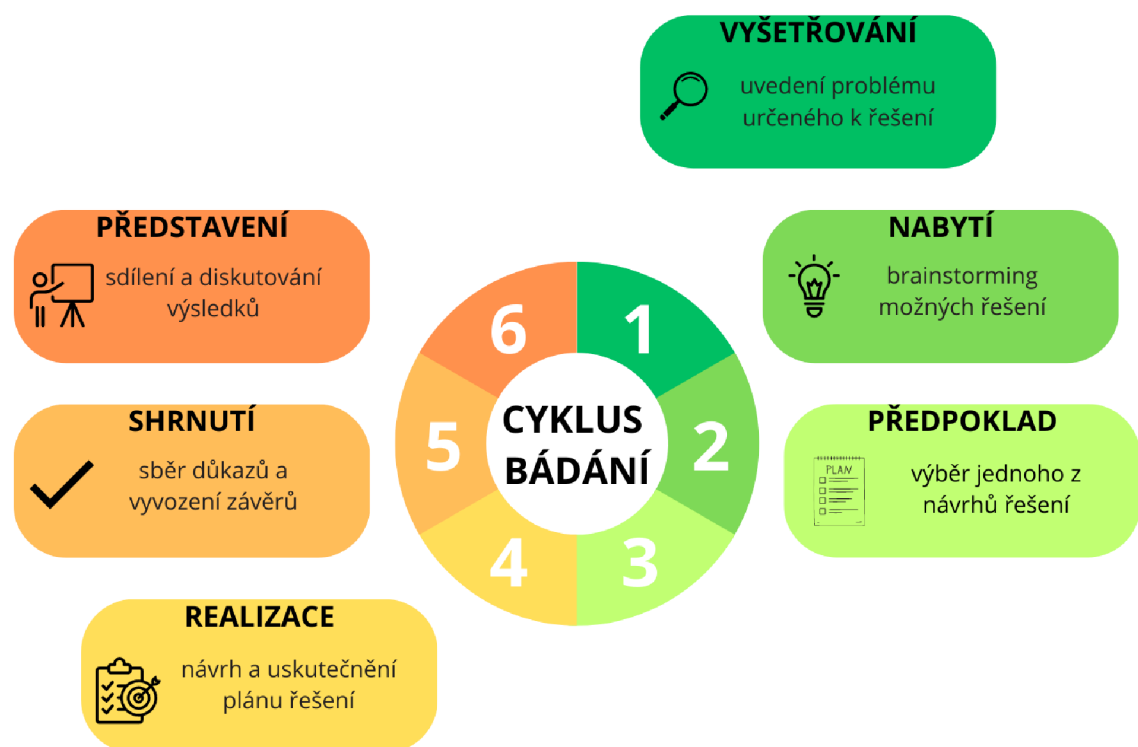 VYŠETŘOVÁNÍ
uvedení problému
určeného k řešení
NABYTÍ
brainstorming
možných řešení
PŘEDPOKLAD
PLAN
výběr jednoho z
návrhů řešení
REALIZACE
návrh a uskutečnění
plánu řešení
SHRNUTÍ
sběr důkazů a
vyvození závěrů
PŘEDSTAVENÍ
sdílení a diskutování
výsledků
CYKLUS
BÁDÁNÍ
1
2
3
4
5
6